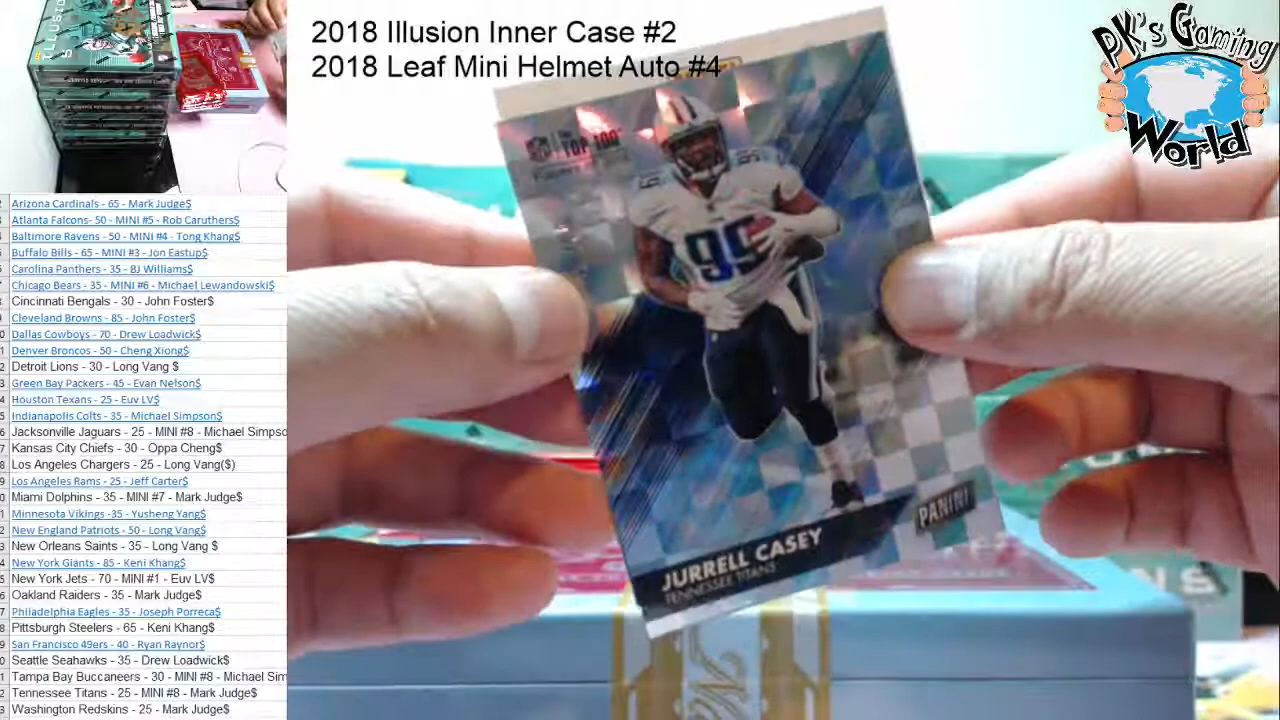 2018 Illusion Inner Case #2
2018 Leaf Mini Helmet Auto #4
PK's Gaming
World
NFL The
TOP 100
95
JURRELL CASEY
TENNESSEE TITANS
PANINI
Arizona Cardinals - 65 - Mark Judge$
Atlanta Falcons- 50 - MINI #5 - Rob Caruthers$
Baltimore Ravens - 50 - MINI #4 - Tong Khang$
Buffalo Bills - 65 - MINI #3 - Jon Eastup$
Carolina Panthers - 35 - BJ Williams$
Chicago Bears - 35 - MINI #6 - Michael Lewandowski$
Cincinnati Bengals - 30 - John Foster$
Cleveland Browns - 85 - John Foster$
Dallas Cowboys - 70 - Drew Loadwick$
Denver Broncos - 50 - Cheng Xiong$
Detroit Lions - 30 - Long Vang $
Green Bay Packers - 45 - Evan Nelson$
Houston Texans - 25 - Euv LV$
Indianapolis Colts - 35 - Michael Simpson$
Jacksonville Jaguars - 25 - MINI #8 - Michael Simpso
Kansas City Chiefs - 30 - Oppa Cheng$
Los Angeles Chargers - 25 - Long Vang($)
Los Angeles Rams - 25 - Jeff Carter$
Miami Dolphins - 35 - MINI #7 - Mark Judge$
Minnesota Vikings -35 - Yusheng Yang$
New England Patriots - 50 - Long Vang$
New Orleans Saints - 35 - Long Vang $
New York Giants - 85 - Keni Khang$
New York Jets - 70 - MINI #1 - Euv LV$
Oakland Raiders - 35 - Mark Judge$
Philadelphia Eagles - 35 - Joseph Porreca$
Pittsburgh Steelers - 65 - Keni Khang$
San Francisco 49ers - 40 - Ryan Raynor$
Seattle Seahawks - 35 - Drew Loadwick$
Tampa Bay Buccaneers - 30 - MINI #8 - Michael Sim
Tennessee Titans - 25 - MINI #8 - Mark Judge$
Washington Redskins - 25 - Mark Judge$